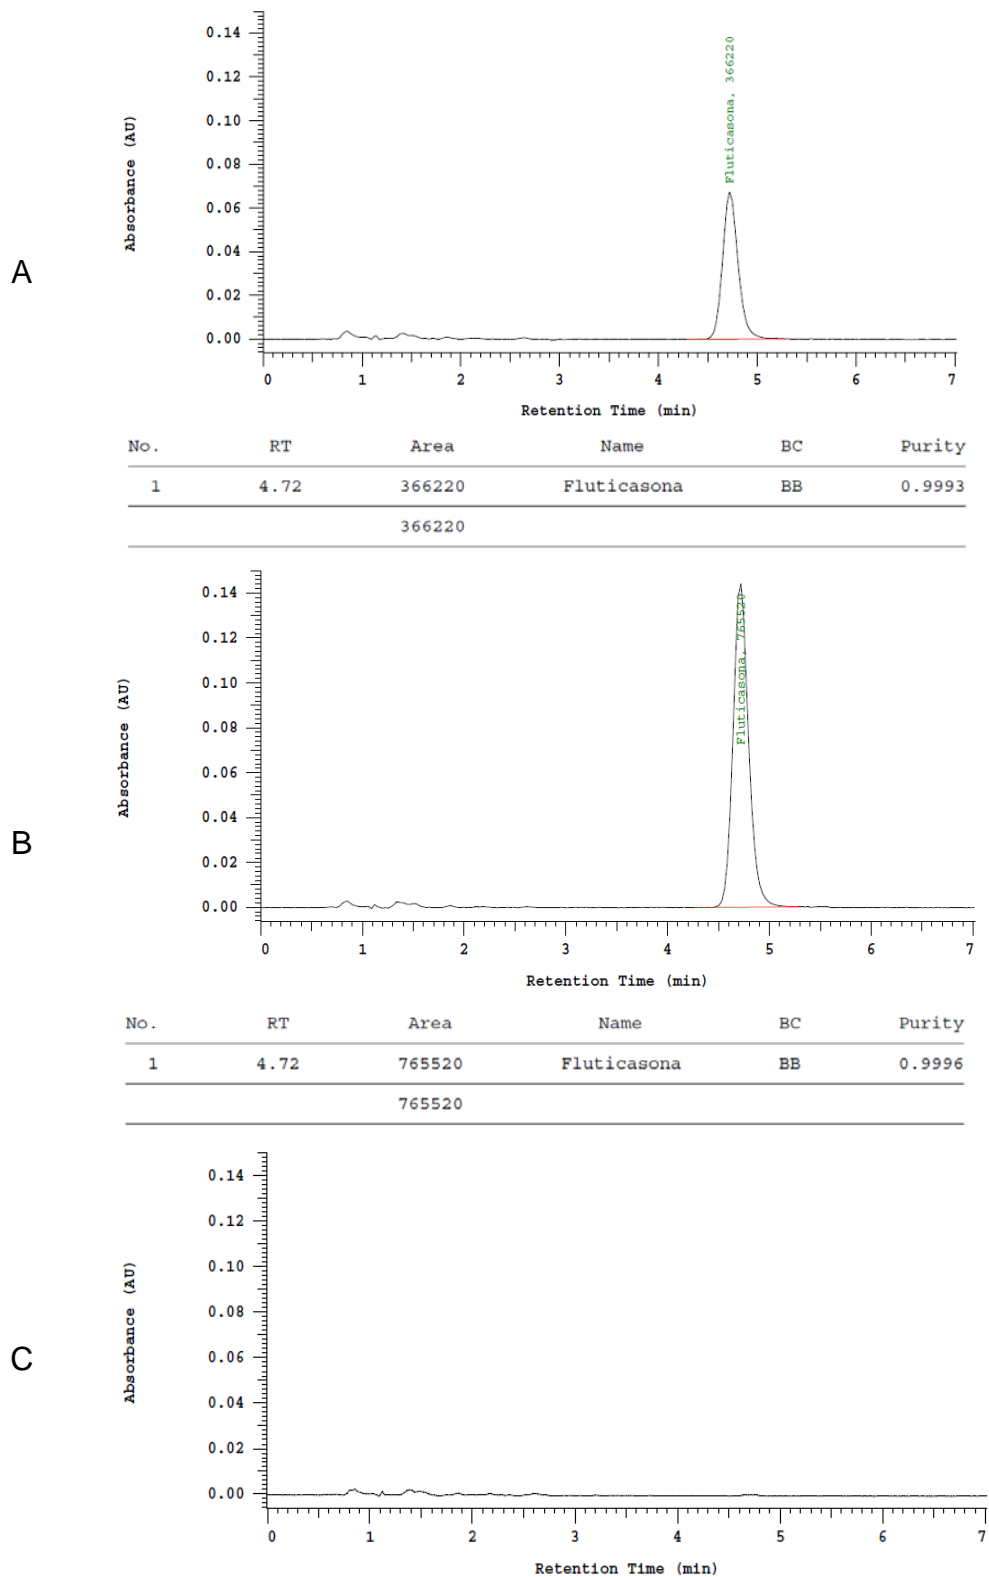 A
Absorbance (AU)
0.14
0.12
0.10
0.08
0.06
0.04
0.02
0.00
Fluticasona, 366220
0 1 2 3 4 5 6 7
Retention Time (min)
No. RT Area Name BC Purity
1 4.72 366220 Fluticasona BB 0.9993
366220
B
Absorbance (AU)
0.14
0.12
0.10
0.08
0.06
0.04
0.02
0.00
Fluticasona, 765520
0 1 2 3 4 5 6 7
Retention Time (min)
No. RT Area Name BC Purity
1 4.72 765520 Fluticasona BB 0.9996
765520
C
Absorbance (AU)
0.14
0.12
0.10
0.08
0.06
0.04
0.02
0.00
0 1 2 3 4 5 6 7
Retention Time (min)